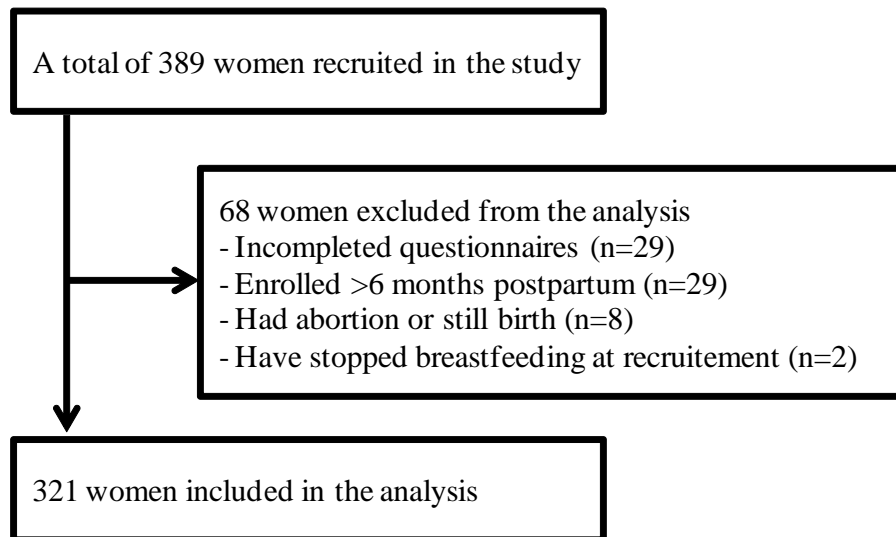 A total of 389 women recruited in the study
68 women excluded from the analysis
- Incompleted questionnaires (n=29)
- Enrolled >6 months postpartum (n=29)
- Had abortion or still birth (n=8)
- Have stopped breastfeeding at recruitement (n=2)
321 women included in the analysis